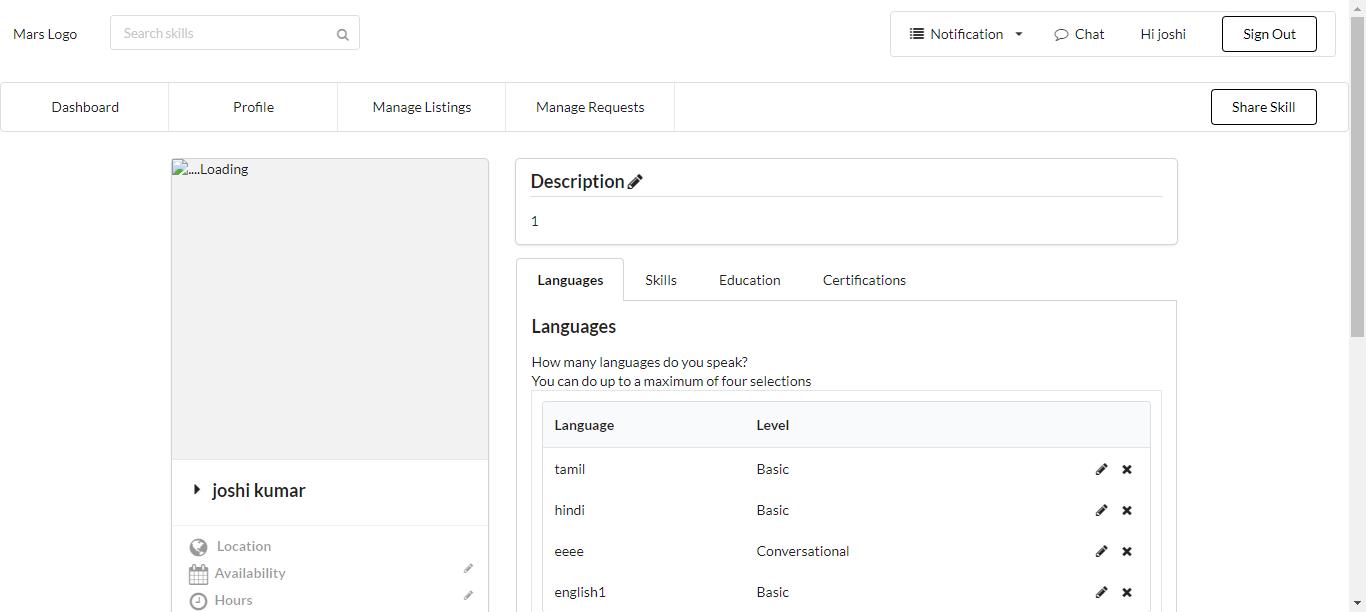 Mars Logo
Search skills
Notification
Chat
Hi joshi
Sign Out
Dashboard
Profile
Manage Listings
Manage Requests
Share Skill
....Loading
joshi kumar
Location
Availability
Hours
Description
1
Languages
Skills
Education
Certifications
Languages
How many languages do you speak?
You can do up to a maximum of four selections
Language Level
tamil Basic
hindi Basic
eeee Conversational
english1 Basic